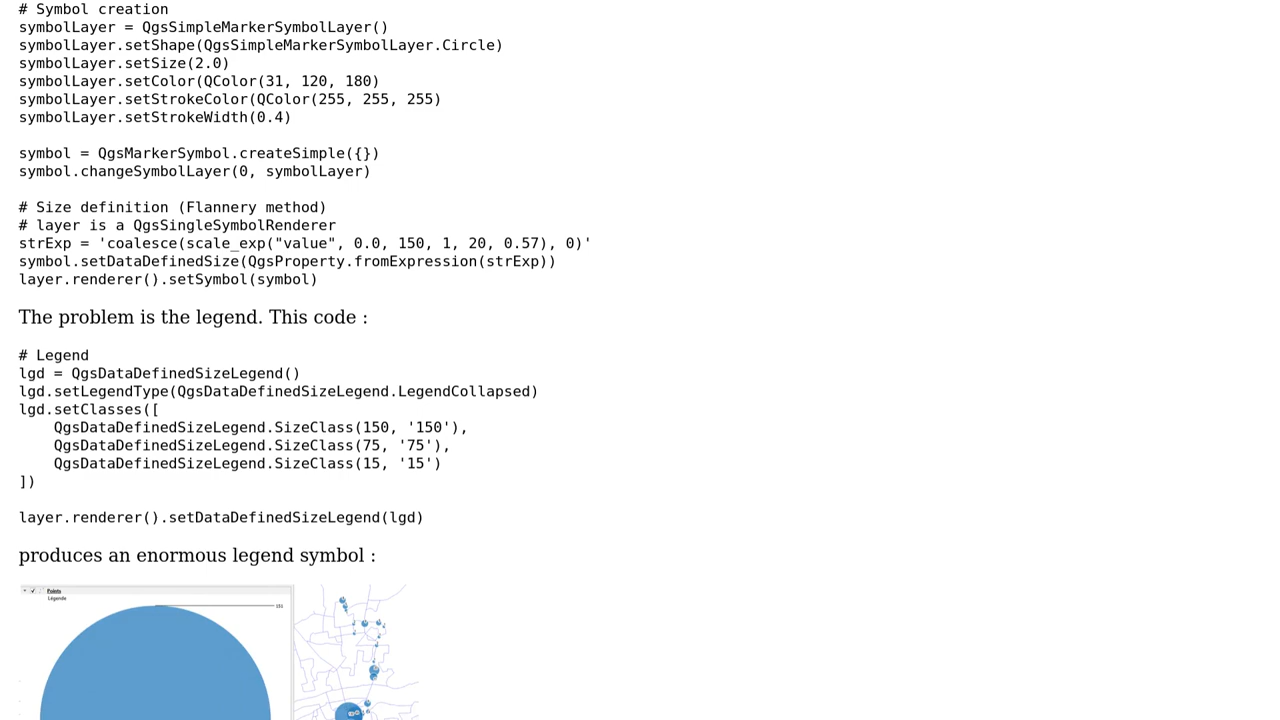 # Symbol creation
symbolLayer = QgsSimpleMarkerSymbolLayer()
symbolLayer.setShape(QgsSimpleMarkerSymbolLayer.Circle)
symbolLayer.setSize(2.0)
symbolLayer.setColor(QColor(31, 120, 180)
symbolLayer.setStrokeColor(QColor(255, 255, 255)
symbolLayer.setStrokeWidth(0.4)
symbol = QgsMarkerSymbol.createSimple({})
symbol.changeSymbolLayer(0, symbolLayer)
# Size definition (Flannery method)
# layer is a QgsSingleSymbolRenderer
strExp = 'coalesce(scale_exp("value", 0.0, 150, 1, 20, 0.57), 0)'
symbol.setDataDefinedSize(QgsProperty.fromExpression(strExp))
layer.renderer().setSymbol(symbol)
The problem is the legend. This code :
# Legend
lgd = QgsDataDefinedSizeLegend()
lgd.setLegendType(QgsDataDefinedSizeLegend.LegendCollapsed)
lgd.setClasses([
    QgsDataDefinedSizeLegend.SizeClass(150, '150'),
    QgsDataDefinedSizeLegend.SizeClass(75, '75'),
    QgsDataDefinedSizeLegend.SizeClass(15, '15')
])
layer.renderer().setDataDefinedSizeLegend(lgd)
produces an enormous legend symbol :
Points
Légende